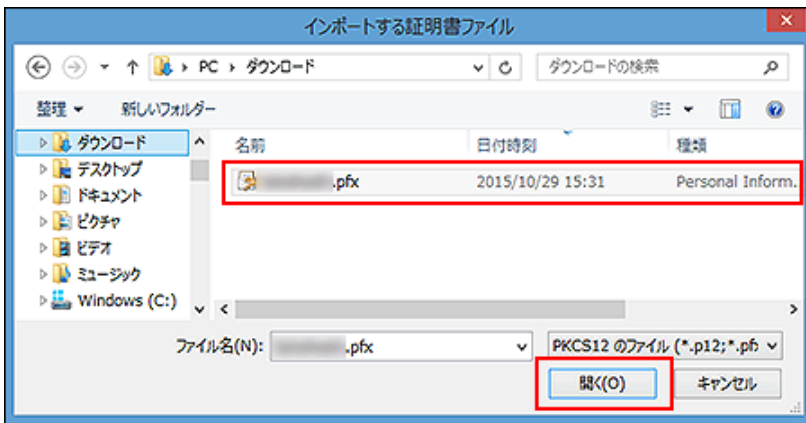 インポートする証明書ファイル
PC ダウンロード ダウンロードの検索
整理 新しいフォルダー
ダウンロード 名前 日付時刻 種類
デスクトップ .pfx 2015/10/29 15:31 Personal Inform.
ドキュメント
ピクチャ
ビデオ
ミュージック
Windows (C:)
ファイル名(N): .pfx PKCS12 のファイル (*.p12;*.pf
開く(O) キャンセル